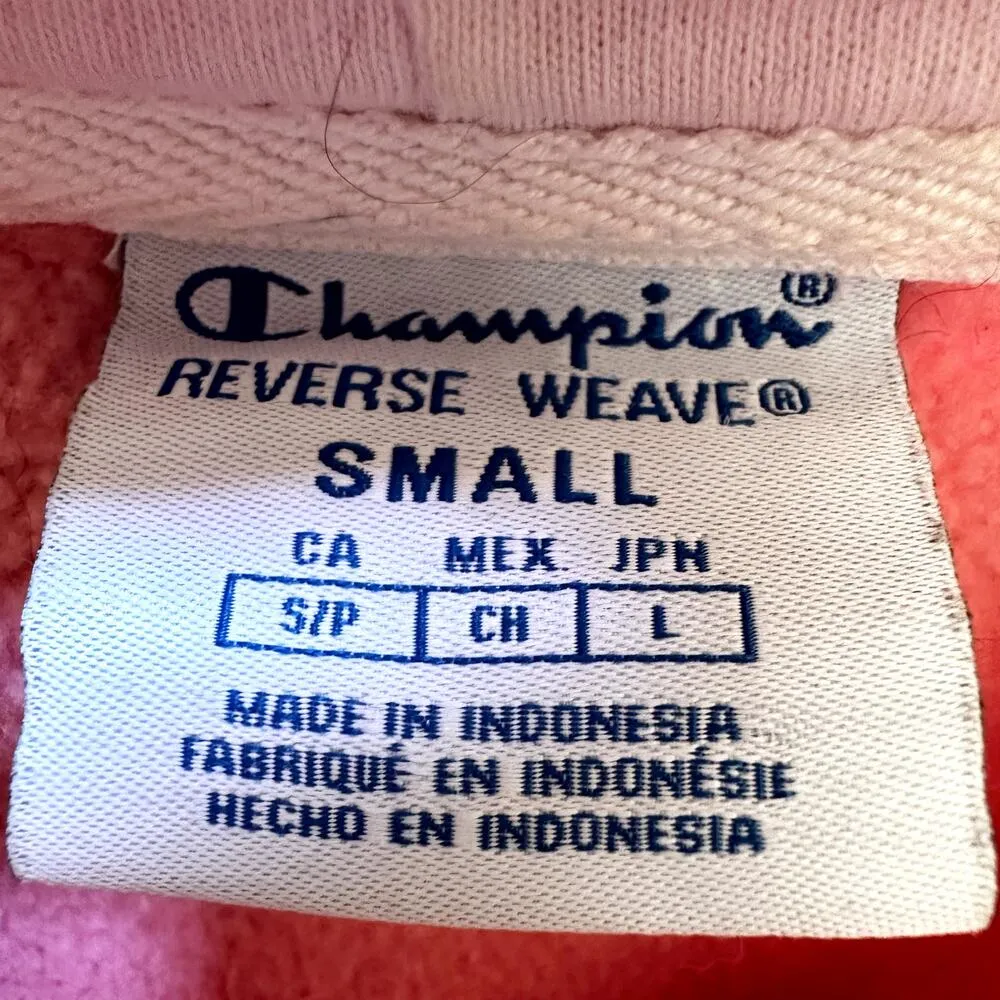 Champion®
REVERSE WEAVE®
SMALL
CA MEX JPN
S/P CH L
MADE IN INDONESIA
FABRIQUÉ EN INDONÉSIE
HECHO EN INDONESIA